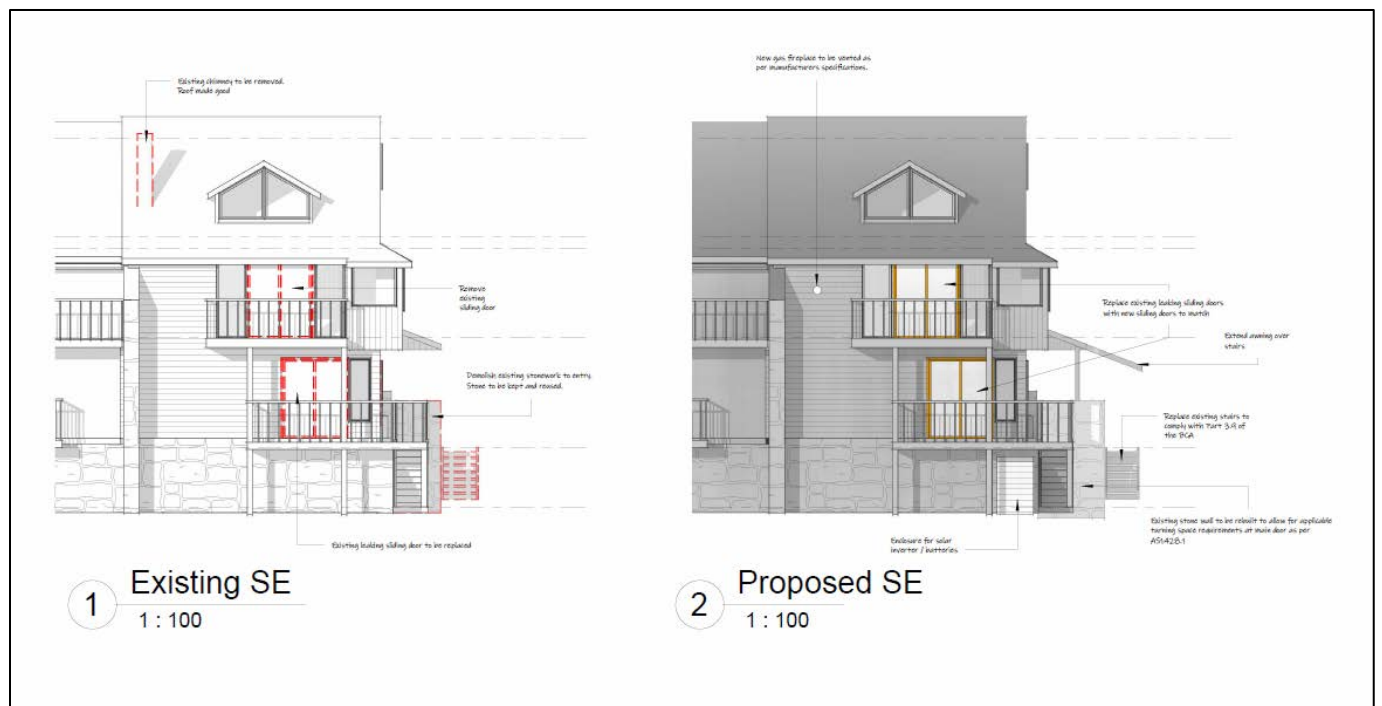 Existing chimney to be removed.
Roof made good
Remove
existing
sliding door
Demolish existing stonework to entry.
Stone to be kept and reused.
Existing leaking sliding door to be replaced
1
Existing SE
1 : 100
New gas fireplace to be vented as
per manufacturers specifications.
Replace existing leaking sliding doors
with new sliding doors to match
Extend awning over
stairs
Replace existing stairs to
comply with Part 3.9 of
the BCA
Existing stone wall to be rebuilt to allow for applicable
turning space requirements at main door as per
AS1428.1
Enclosure for solar
inverter / batteries
2
Proposed SE
1 : 100